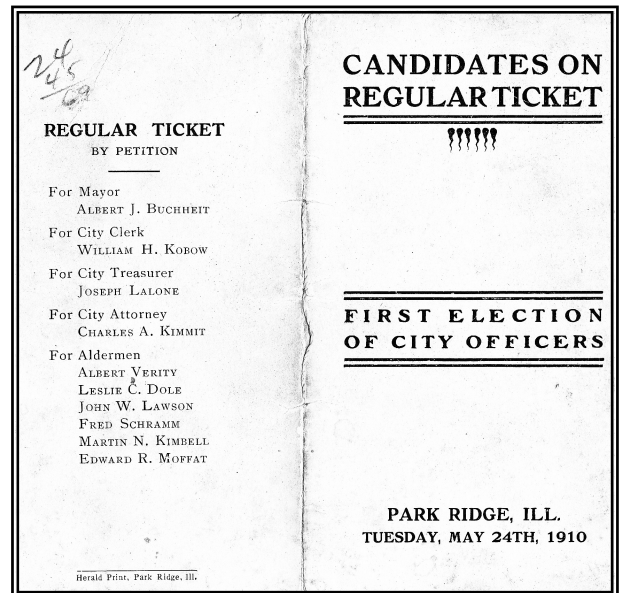 24
45
69
REGULAR TICKET
BY PETITION
For Mayor
ALBERT J. BUCHHEIT
For City Clerk
WILLIAM H. KOBOW
For City Treasurer
JOSEPH LALONE
For City Attorney
CHARLES A. KIMMIT
For Aldermen
ALBERT VERITY
LESLIE C. DOLE
JOHN W. LAWSON
FRED SCHRAMM
MARTIN N. KIMBELL
EDWARD R. MOFFAT
Herald Print, Park Ridge, Ill.
CANDIDATES ON
REGULAR TICKET
FIRST ELECTION
OF CITY OFFICERS
PARK RIDGE, ILL.
TUESDAY, MAY 24TH, 1910